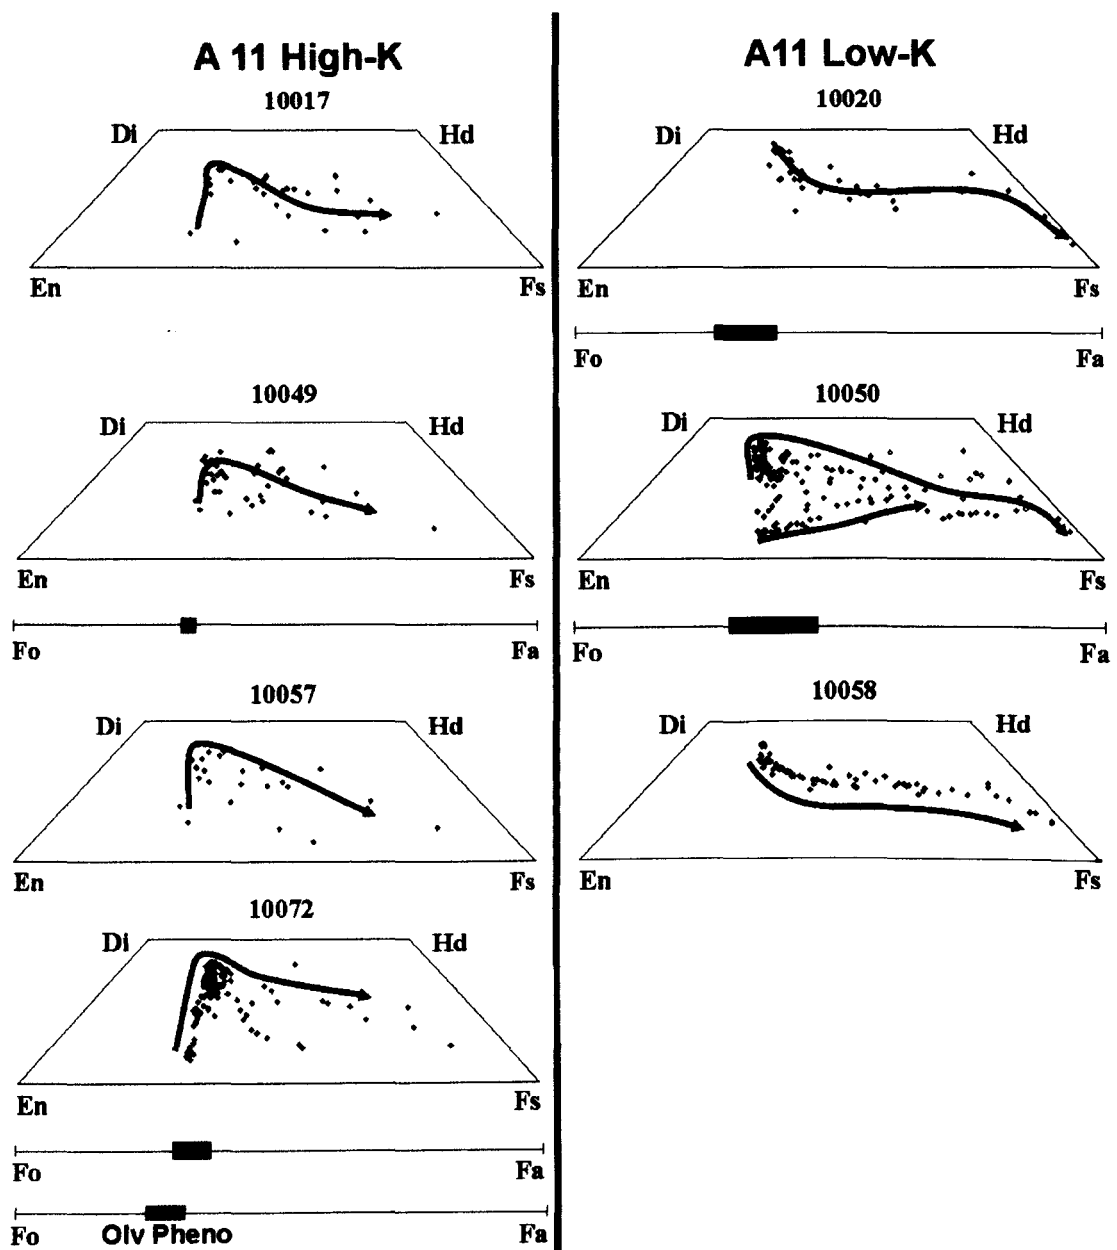 A 11 High-K
10017
Di Hd
En Fs
10049
Di Hd
En Fs
Fo Fa
10057
Di Hd
En Fs
10072
Di Hd
En Fs
Fo Fa
Fo Olv Pheno Fa
A11 Low-K
10020
Di Hd
En Fs
Fo Fa
10050
Di Hd
En Fs
Fo Fa
10058
Di Hd
En Fs